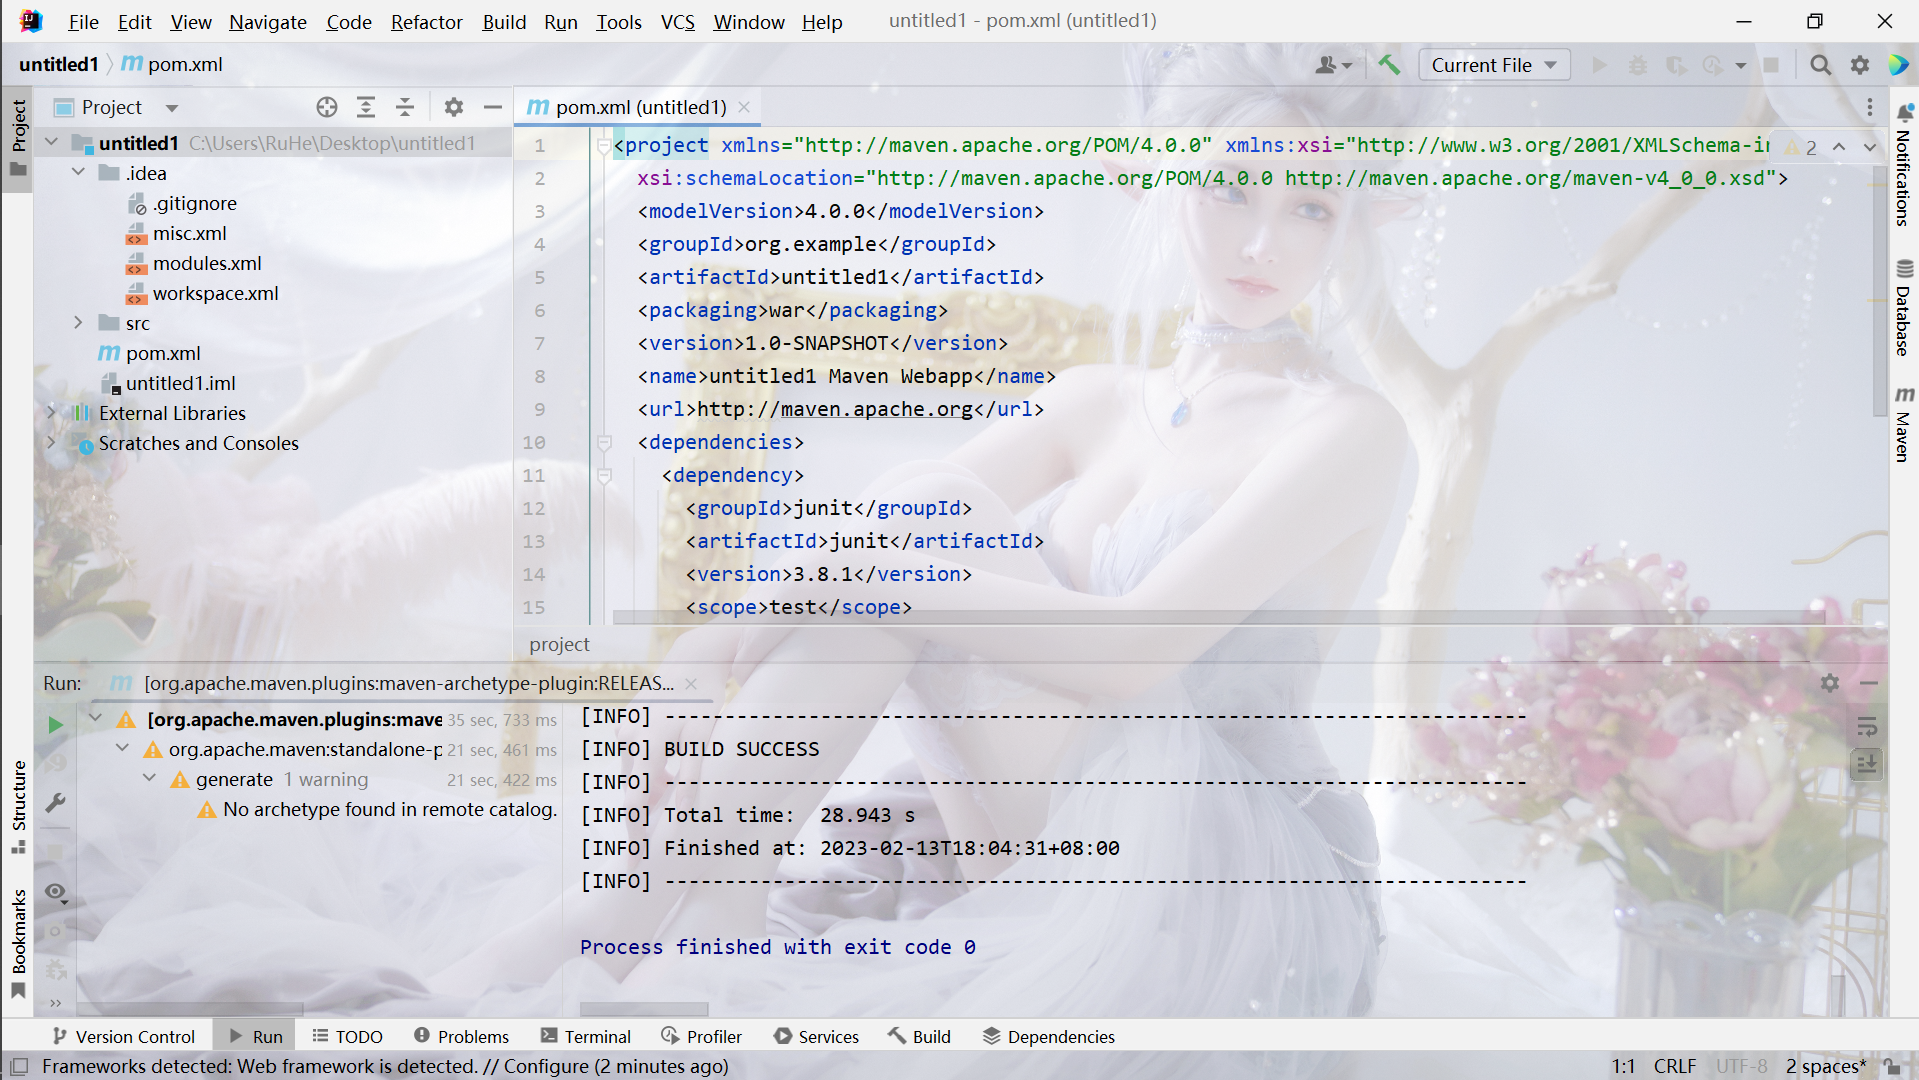 File Edit View Navigate Code Refactor Build Run Tools VCS Window Help untitled1 - pom.xml (untitled1)
untitled1 pom.xml Current File
Project
pom.xml (untitled1)
untitled1 C:\Users\RuHe\Desktop\untitled1
.idea
.gitignore
misc.xml
modules.xml
workspace.xml
src
pom.xml
untitled1.iml
External Libraries
Scratches and Consoles
1 <project xmlns="http://maven.apache.org/POM/4.0.0" xmlns:xsi="http://www.w3.org/2001/XMLSchema-in 2
2 xsi:schemaLocation="http://maven.apache.org/POM/4.0.0 http://maven.apache.org/maven-v4_0_0.xsd">
3 <modelVersion>4.0.0</modelVersion>
4 <groupId>org.example</groupId>
5 <artifactId>untitled1</artifactId>
6 <packaging>war</packaging>
7 <version>1.0-SNAPSHOT</version>
8 <name>untitled1 Maven Webapp</name>
9 <url>http://maven.apache.org</url>
10 <dependencies>
11 <dependency>
12 <groupId>junit</groupId>
13 <artifactId>junit</artifactId>
14 <version>3.8.1</version>
15 <scope>test</scope>
project
Project
Structure
Bookmarks
Notifications
Database
Maven
Run: [org.apache.maven.plugins:maven-archetype-plugin:RELEAS...
[org.apache.maven.plugins:mave 35 sec, 733 ms
org.apache.maven:standalone-p 21 sec, 461 ms
generate 1 warning 21 sec, 422 ms
No archetype found in remote catalog.
[INFO] ------------------------------------------------------------------------
[INFO] BUILD SUCCESS
[INFO] ------------------------------------------------------------------------
[INFO] Total time:  28.943 s
[INFO] Finished at: 2023-02-13T18:04:31+08:00
[INFO] ------------------------------------------------------------------------
Process finished with exit code 0
Version Control Run TODO Problems Terminal Profiler Services Build Dependencies
Frameworks detected: Web framework is detected. // Configure (2 minutes ago) 1:1 CRLF UTF-8 2 spaces*